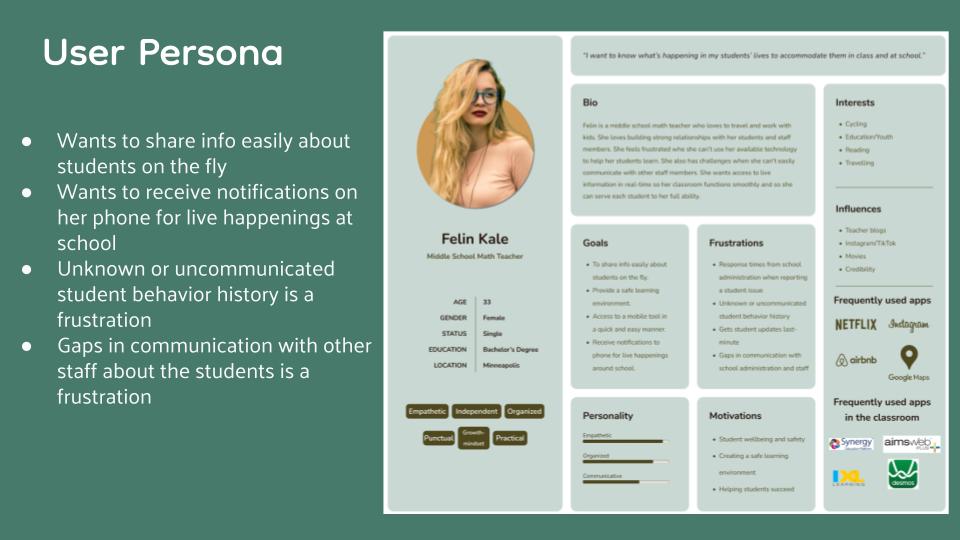 User Persona
● Wants to share info easily about
students on the fly
● Wants to receive notifications on
her phone for live happenings at
school
● Unknown or uncommunicated
student behavior history is a
frustration
● Gaps in communication with other
staff about the students is a
frustration
Felin Kale
Middle School Math Teacher
AGE 33
GENDER Female
STATUS Single
EDUCATION Bachelor's Degree
LOCATION Minneapolis
Empathetic Independent Organized
Punctual Growth-mindset Practical
"I want to know what's happening in my students' lives to accommodate them in class and at school."
Bio
Felin is a middle school math teacher who loves to travel and work with
kids. She loves building strong relationships with her students and staff
members. She feels frustrated whe she can't use her available technology
to help her students learn. She also has challenges when she can't easily
communicate with other staff members. She wants access to live
information in real-time so her classroom functions smoothly and so she
can serve each student to her full ability.
Goals
• To share info easily about
students on the fly.
• Provide a safe learning
environment.
• Access to a mobile tool in
a quick and easy manner.
• Receive notifications to
phone for live happenings
around school.
Frustrations
• Response times from school
administration when reporting
a student issue
• Unknown or uncommunicated
student behavior history
• Gets student updates last-
minute
• Gaps in communication with
school administration and staff
Personality
Empathetic
Organized
Communicative
Motivations
• Student wellbeing and safety
• Creating a safe learning
environment
• Helping students succeed
Interests
• Cycling
• Education/Youth
• Reading
• Travelling
Influences
• Teacher blogs
• Instagram/TikTok
• Movies
• Credibility
Frequently used apps
NETFLIX Instagram
airbnb
Google Maps
Frequently used apps
in the classroom
Synergy
aimsweb
PLUS
IXL
LEARNING
desmos